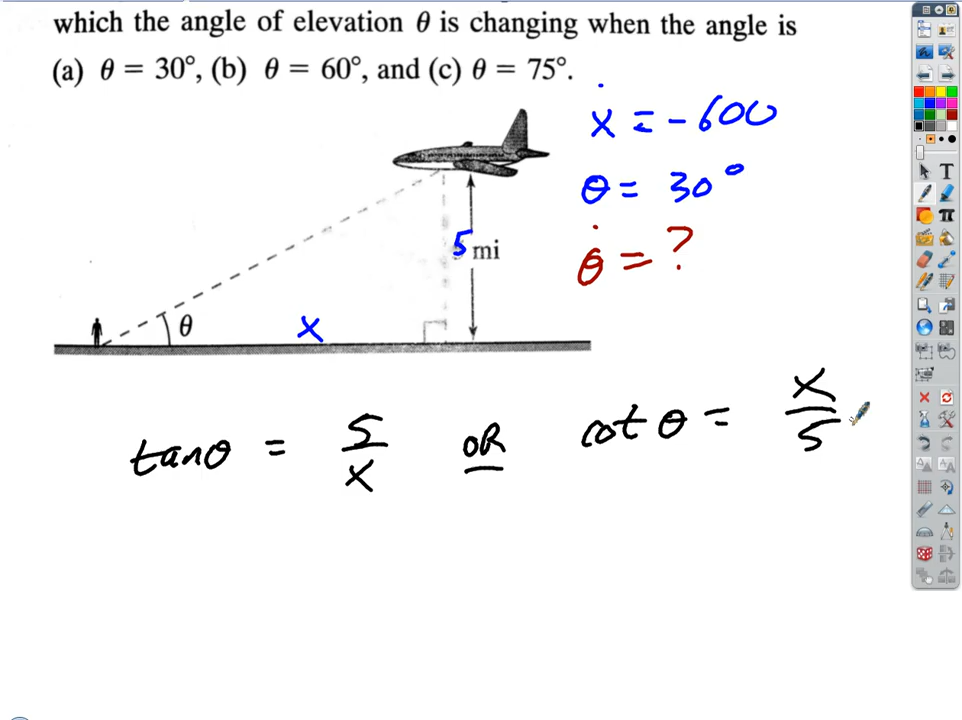 which the angle of elevation θ is changing when the angle is
(a) θ = 30°, (b) θ = 60°, and (c) θ = 75°.
ẋ = -600
θ = 30°
θ̇ = ?
5 mi
θ
x
tanθ = 5/x OR cot θ = x/5
T
π